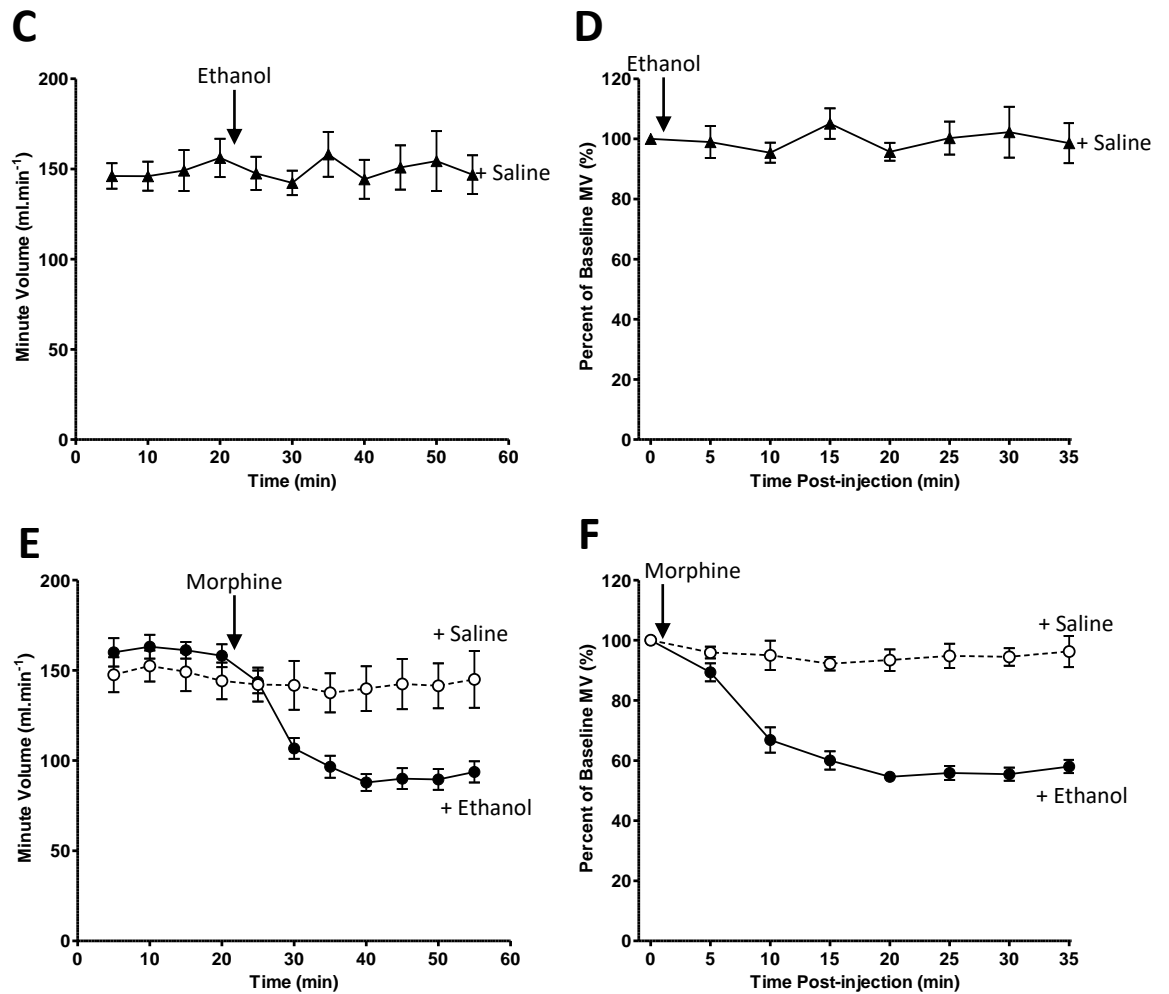 C
Ethanol
Minute Volume (ml.min⁻¹)
200
150
100
50
0
+ Saline
0 10 20 30 40 50 60
Time (min)
D
Ethanol
Percent of Baseline MV (%)
120
100
80
60
40
20
0
+ Saline
0 5 10 15 20 25 30 35
Time Post-injection (min)
E
Morphine
Minute Volume (ml.min⁻¹)
200
150
100
50
0
+ Saline
+ Ethanol
0 10 20 30 40 50 60
Time (min)
F
Morphine
Percent of Baseline MV (%)
120
100
80
60
40
20
0
+ Saline
+ Ethanol
0 5 10 15 20 25 30 35
Time Post-injection (min)